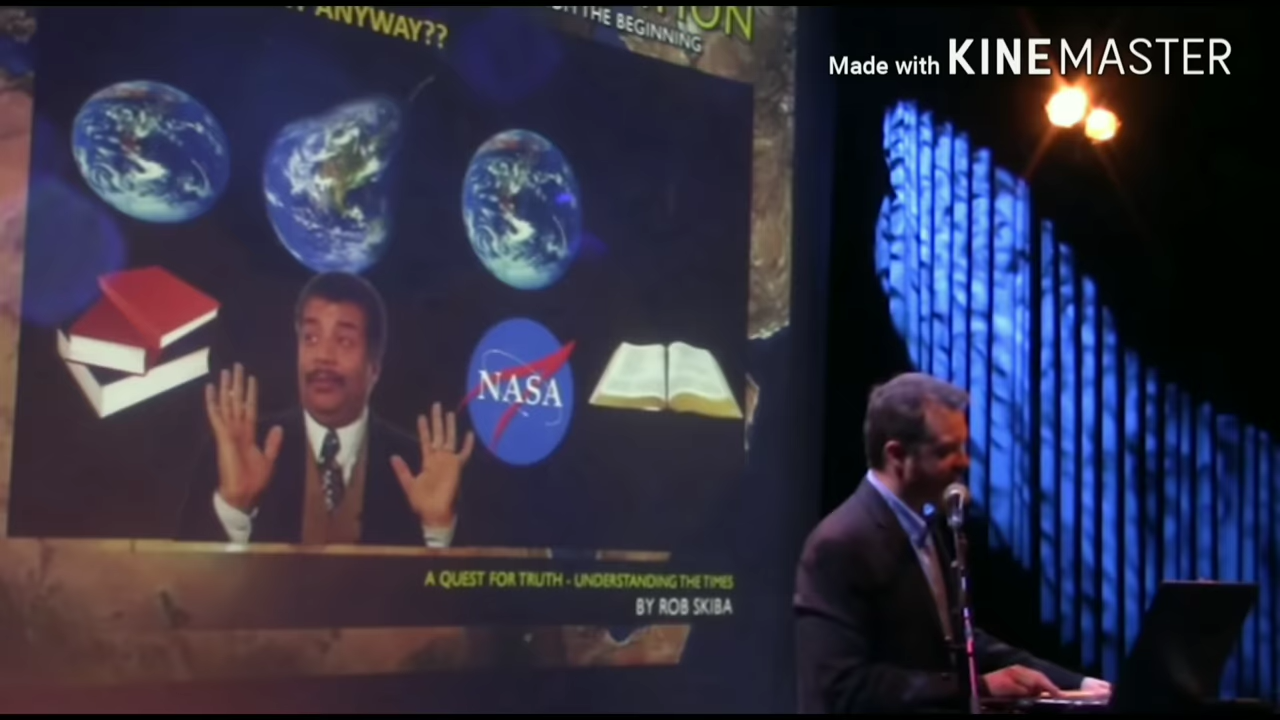 ANYWAY??
THE BEGINNING
Made with KINEMASTER
NASA
A QUEST FOR TRUTH - UNDERSTANDING THE TIMES
BY ROB SKIBA